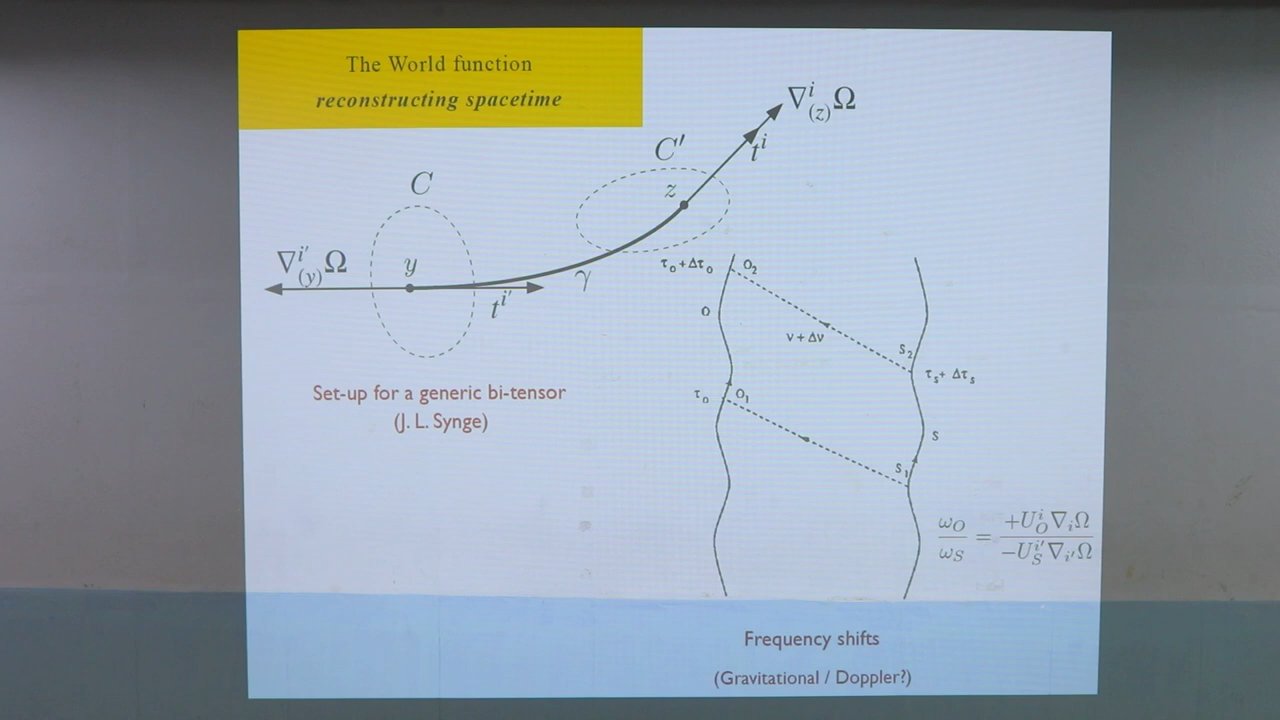 The World function
reconstructing spacetime
∇^i_(z) Ω
t^i
C′
z
C
y
∇^i′_(y) Ω
t^i′
γ
τ_o + Δτ_o
O_2
O
ν + Δν
S_2
τ_s + Δτ_s
τ_o
O_1
S
S_1
Set-up for a generic bi-tensor
(J. L. Synge)
ω_O / ω_S = +U^i_O ∇_i Ω / −U^i′_S ∇_i′ Ω
Frequency shifts
(Gravitational / Doppler?)